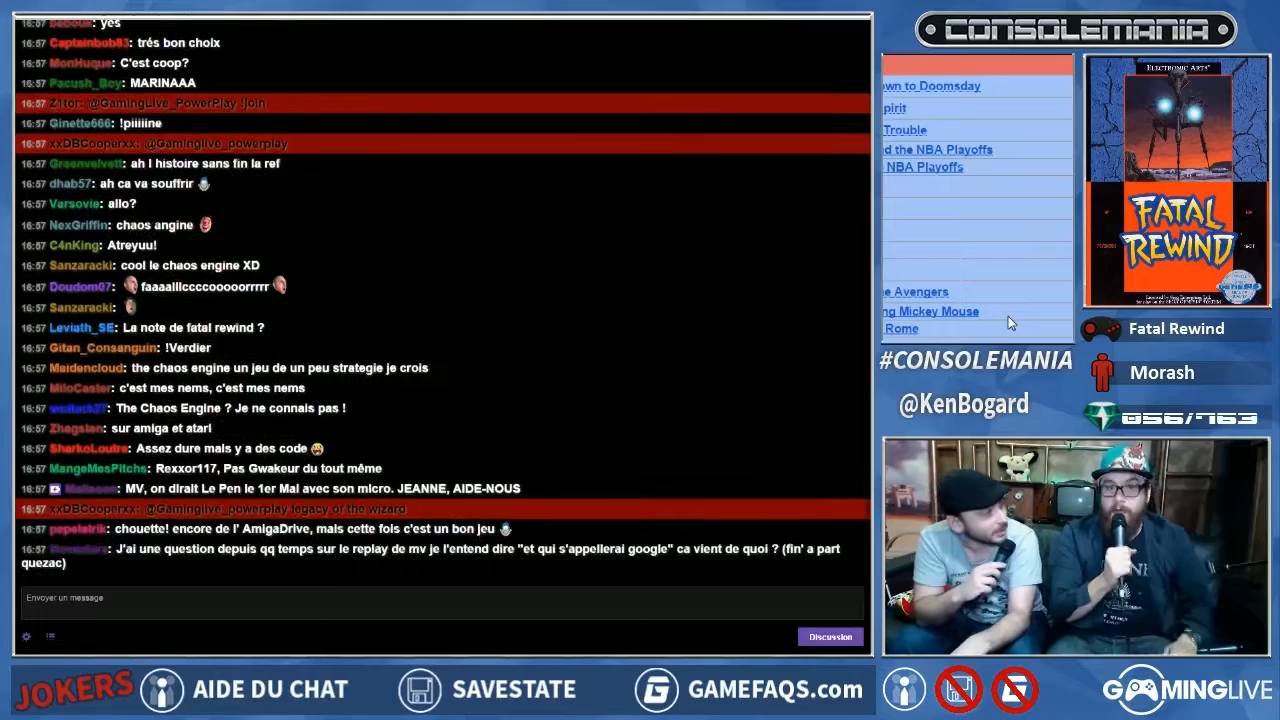 16:57 yes
16:57 Captainbob83: trés bon choix
16:57 MonHuque: C'est coop?
16:57 Pacush_Boy: MARINAAA
16:57 Z1tor: @GamingLive_PowerPlay !join
16:57 Ginette666: !piiiiine
16:57 xxDBCooperxx: @Gaminglive_powerplay
16:57 Greenvelvett: ah l histoire sans fin la ref
16:57 dhab57: ah ca va souffrir
16:57 Varsovie: allo?
16:57 NexGriffin: chaos angine
16:57 C4nKing: Atreyuu!
16:57 Sanzaracki: cool le chaos engine XD
16:57 Doudom07: faaaalllcccooooorrrrr
16:57 Sanzaracki:
16:57 Leviath_SE: La note de fatal rewind ?
16:57 Gitan_Consanguin: !Verdier
16:57 Maidencloud: the chaos engine un jeu de un peu strategie je crois
16:57 MiloCaster: c'est mes nems, c'est mes nems
16:57 The Chaos Engine ? Je ne connais pas !
16:57 Zhagstan: sur amiga et atari
16:57 SharkoLoutre: Assez dure mais y a des code
16:57 MangeMesPitchs: Rexxor117, Pas Gwakeur du tout même
16:57 MV, on dirait Le Pen le 1er Mai avec son micro. JEANNE, AIDE-NOUS
16:57 xxDBCooperxx: @Gaminglive_powerplay legacy of the wizard
16:57 chouette! encore de l' AmigaDrive, mais cette fois c'est un bon jeu
16:57 J'ai une question depuis qq temps sur le replay de mv je l'entend dire "et qui s'appellerai google" ca vient de quoi ? (fin' a part
quezac)
Envoyer un message
Discussion
CONSOLEMANIA
own to Doomsday
pirit
Trouble
d the NBA Playoffs
NBA Playoffs
e Avengers
ng Mickey Mouse
Rome
ELECTRONIC ARTS
FATAL
REWIND
GENESIS
#CONSOLEMANIA
@KenBogard
Fatal Rewind
Morash
056/763
JOKERS
AIDE DU CHAT
SAVESTATE
GAMEFAQS.com
GAMINGLIVE